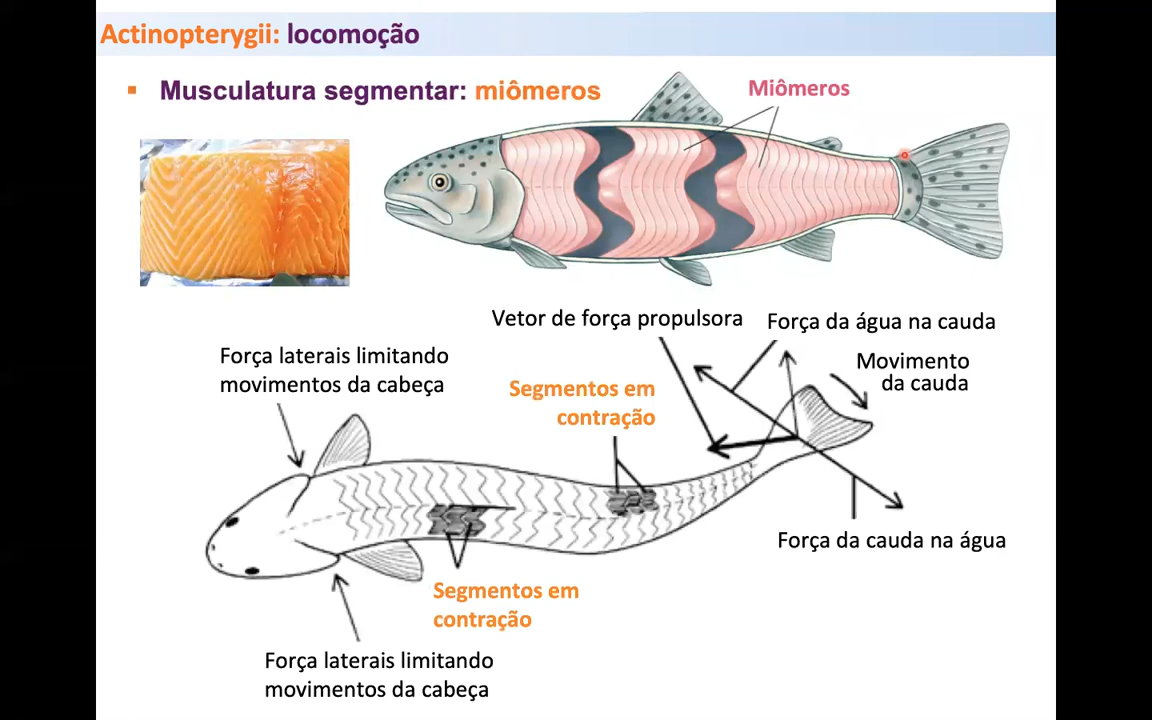 Actinopterygii: locomoção
▪ Musculatura segmentar: miômeros
Miômeros
Vetor de força propulsora
Força da água na cauda
Força laterais limitando
movimentos da cabeça
Segmentos em
contração
Movimento
da cauda
Força da cauda na água
Segmentos em
contração
Força laterais limitando
movimentos da cabeça